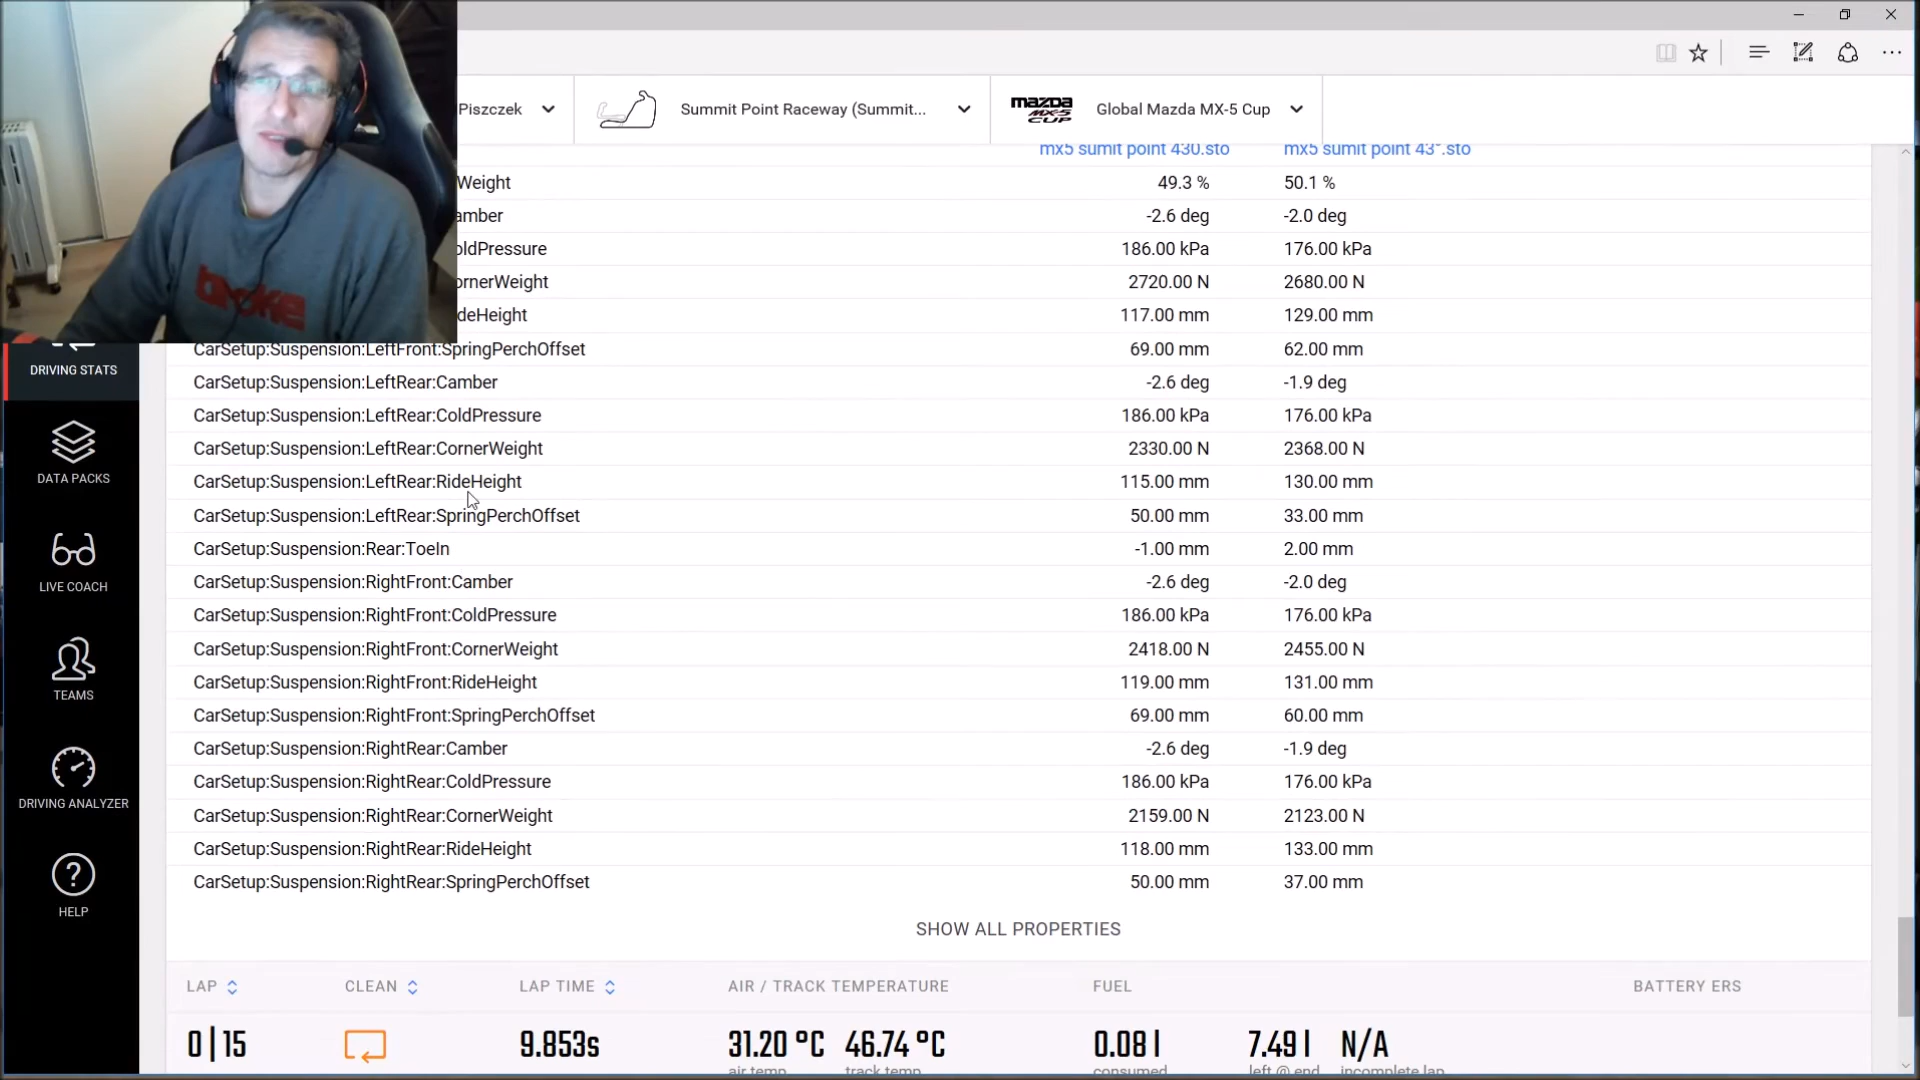 Piszczek
Summit Point Raceway (Summit...
mazda
MX-5
CUP
Global Mazda MX-5 Cup
mx5 sumit point 430.sto mx5 sumit point 43°.sto
Weight 49.3 % 50.1 %
amber -2.6 deg -2.0 deg
oldPressure 186.00 kPa 176.00 kPa
ornerWeight 2720.00 N 2680.00 N
deHeight 117.00 mm 129.00 mm
CarSetup:Suspension:LeftFront:SpringPerchOffset 69.00 mm 62.00 mm
CarSetup:Suspension:LeftRear:Camber -2.6 deg -1.9 deg
CarSetup:Suspension:LeftRear:ColdPressure 186.00 kPa 176.00 kPa
CarSetup:Suspension:LeftRear:CornerWeight 2330.00 N 2368.00 N
CarSetup:Suspension:LeftRear:RideHeight 115.00 mm 130.00 mm
CarSetup:Suspension:LeftRear:SpringPerchOffset 50.00 mm 33.00 mm
CarSetup:Suspension:Rear:ToeIn -1.00 mm 2.00 mm
CarSetup:Suspension:RightFront:Camber -2.6 deg -2.0 deg
CarSetup:Suspension:RightFront:ColdPressure 186.00 kPa 176.00 kPa
CarSetup:Suspension:RightFront:CornerWeight 2418.00 N 2455.00 N
CarSetup:Suspension:RightFront:RideHeight 119.00 mm 131.00 mm
CarSetup:Suspension:RightFront:SpringPerchOffset 69.00 mm 60.00 mm
CarSetup:Suspension:RightRear:Camber -2.6 deg -1.9 deg
CarSetup:Suspension:RightRear:ColdPressure 186.00 kPa 176.00 kPa
CarSetup:Suspension:RightRear:CornerWeight 2159.00 N 2123.00 N
CarSetup:Suspension:RightRear:RideHeight 118.00 mm 133.00 mm
CarSetup:Suspension:RightRear:SpringPerchOffset 50.00 mm 37.00 mm
SHOW ALL PROPERTIES
LAP CLEAN LAP TIME AIR / TRACK TEMPERATURE FUEL BATTERY ERS
0|15 9.853s 31.20 °C 46.74 °C 0.08 l 7.49 l N/A
air temp track temp consumed left @ end incomplete lap
DRIVING STATS
DATA PACKS
LIVE COACH
TEAMS
DRIVING ANALYZER
HELP
broke